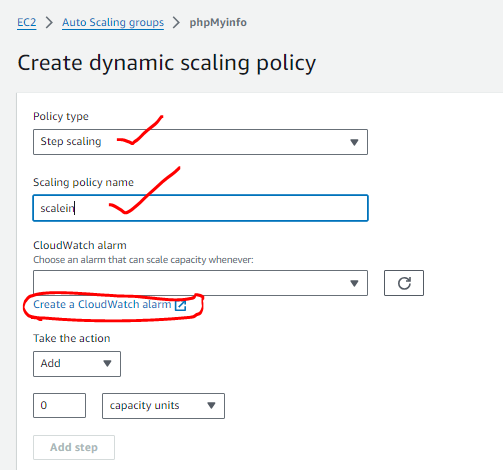 EC2 > Auto Scaling groups > phpMyinfo
Create dynamic scaling policy
Policy type
Step scaling
Scaling policy name
scalein
CloudWatch alarm
Choose an alarm that can scale capacity whenever:
Create a CloudWatch alarm
Take the action
Add
0 capacity units
Add step